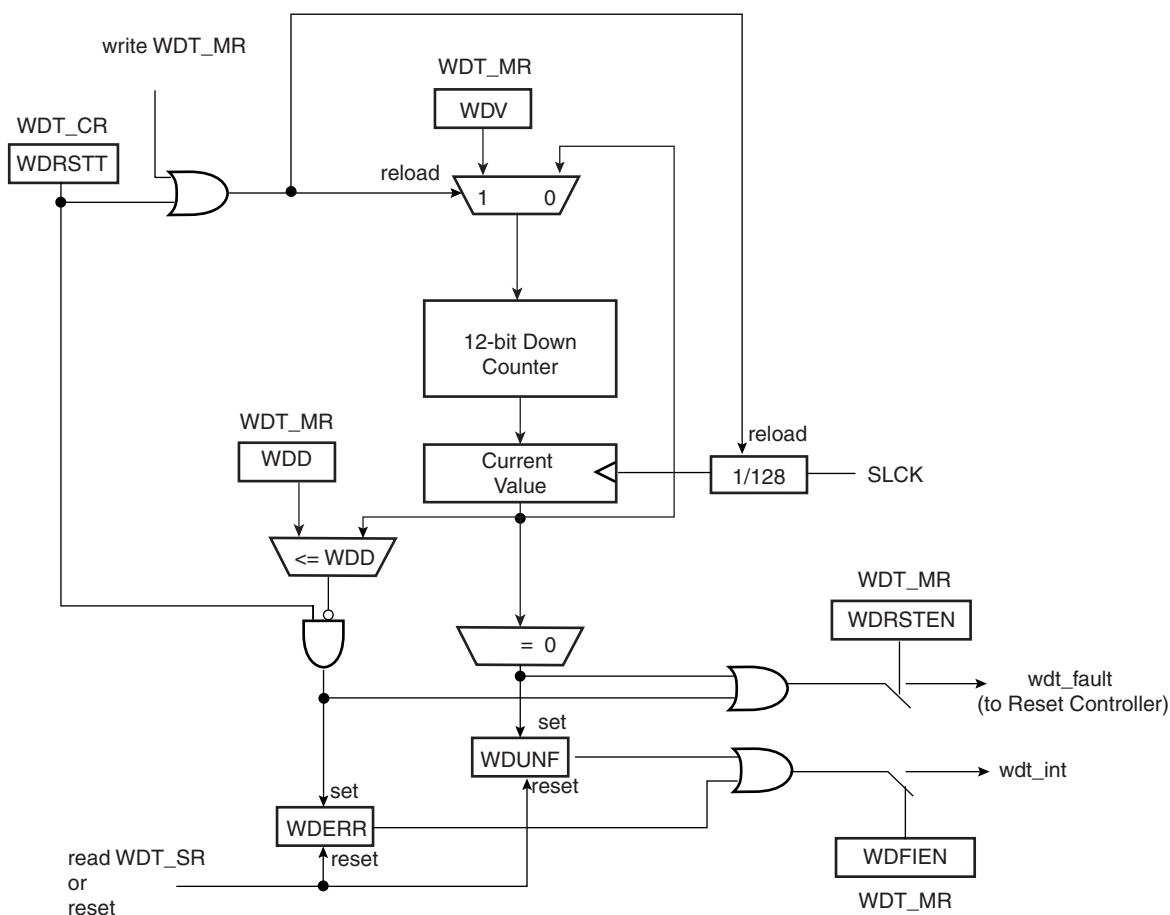 write WDT_MR
WDT_MR
WDV
WDT_CR
WDRSTT
reload
1 0
12-bit Down
Counter
WDT_MR
WDD
reload
Current
Value
1/128
SLCK
<= WDD
WDT_MR
WDRSTEN
= 0
wdt_fault
(to Reset Controller)
set
WDUNF
reset
wdt_int
set
WDERR
reset
read WDT_SR
or
reset
WDFIEN
WDT_MR